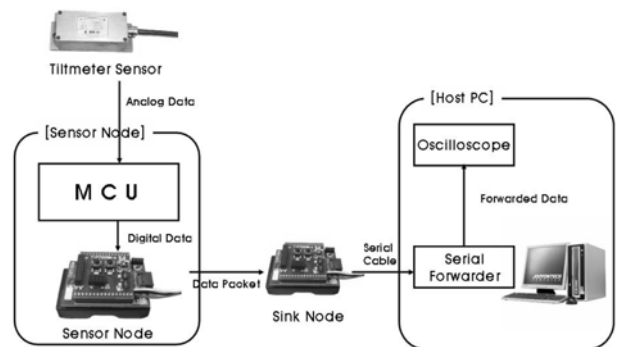 Tiltmeter Sensor
Analog Data
[Sensor Node]
M C U
Digital Data
Sensor Node
Data Packet
Sink Node
Serial
Cable
[Host PC]
Oscilloscope
Forwarded Data
Serial
Forwarder